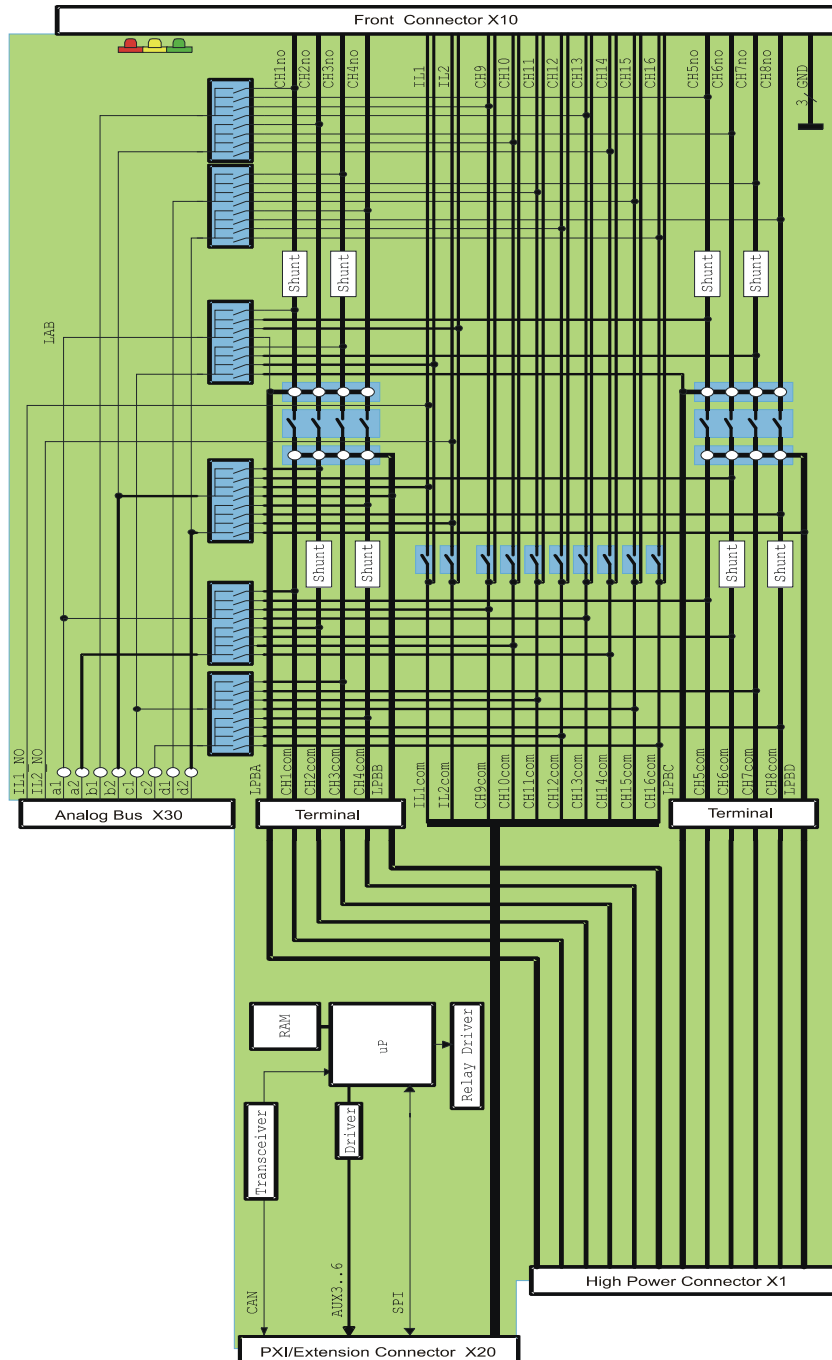 Front Connector X10
CH1no
CH2no
CH3no
CH4no
IL1
IL2
CH9
CH10
CH11
CH12
CH13
CH14
CH15
CH16
CH5no
CH6no
CH7no
CH8no
3,GND
Shunt
Shunt
Shunt
Shunt
LAB
Shunt
Shunt
Shunt
Shunt
IL1_NO
IL2_NO
a1
a2
b1
b2
c1
c2
d1
d2
LPBA
CH1com
CH2com
CH3com
CH4com
LPBB
IL1com
IL2com
CH9com
CH10com
CH11com
CH12com
CH13com
CH14com
CH15com
CH16com
LPBC
CH5com
CH6com
CH7com
CH8com
LPBD
Analog Bus X30
Terminal
Terminal
RAM
uP
Relay Driver
Transceiver
Driver
CAN
AUX3..6
SPI
High Power Connector X1
PXI/Extension Connector X20